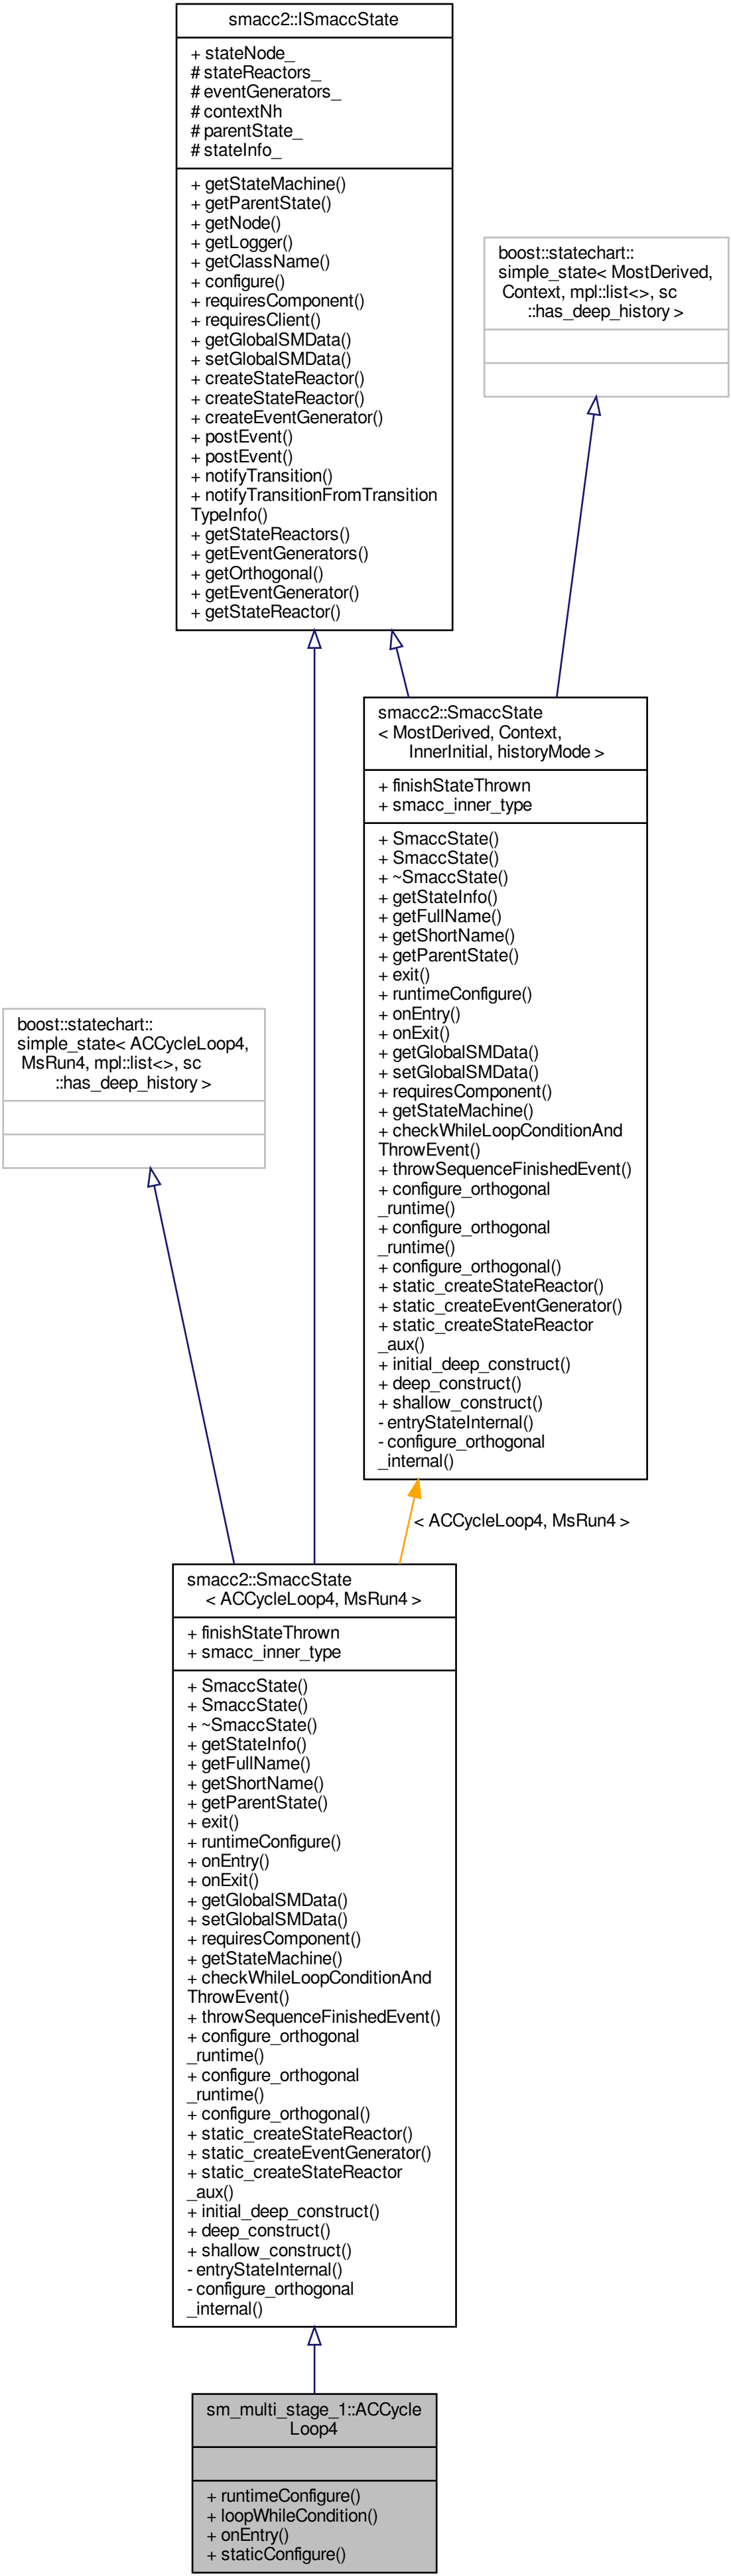 smacc2::ISmaccState
+ stateNode_
# stateReactors_
# eventGenerators_
# contextNh
# parentState_
# stateInfo_
+ getStateMachine()
+ getParentState()
+ getNode()
+ getLogger()
+ getClassName()
+ configure()
+ requiresComponent()
+ requiresClient()
+ getGlobalSMData()
+ setGlobalSMData()
+ createStateReactor()
+ createStateReactor()
+ createEventGenerator()
+ postEvent()
+ postEvent()
+ notifyTransition()
+ notifyTransitionFromTransition
TypeInfo()
+ getStateReactors()
+ getEventGenerators()
+ getOrthogonal()
+ getEventGenerator()
+ getStateReactor()
boost::statechart::
simple_state< MostDerived,
Context, mpl::list<>, sc
::has_deep_history >
smacc2::SmaccState
< MostDerived, Context,
InnerInitial, historyMode >
+ finishStateThrown
+ smacc_inner_type
+ SmaccState()
+ SmaccState()
+ ~SmaccState()
+ getStateInfo()
+ getFullName()
+ getShortName()
+ getParentState()
+ exit()
+ runtimeConfigure()
+ onEntry()
+ onExit()
+ getGlobalSMData()
+ setGlobalSMData()
+ requiresComponent()
+ getStateMachine()
+ checkWhileLoopConditionAnd
ThrowEvent()
+ throwSequenceFinishedEvent()
+ configure_orthogonal
_runtime()
+ configure_orthogonal
_runtime()
+ configure_orthogonal()
+ static_createStateReactor()
+ static_createEventGenerator()
+ static_createStateReactor
_aux()
+ initial_deep_construct()
+ deep_construct()
+ shallow_construct()
- entryStateInternal()
- configure_orthogonal
_internal()
boost::statechart::
simple_state< ACCycleLoop4,
MsRun4, mpl::list<>, sc
::has_deep_history >
< ACCycleLoop4, MsRun4 >
smacc2::SmaccState
< ACCycleLoop4, MsRun4 >
+ finishStateThrown
+ smacc_inner_type
+ SmaccState()
+ SmaccState()
+ ~SmaccState()
+ getStateInfo()
+ getFullName()
+ getShortName()
+ getParentState()
+ exit()
+ runtimeConfigure()
+ onEntry()
+ onExit()
+ getGlobalSMData()
+ setGlobalSMData()
+ requiresComponent()
+ getStateMachine()
+ checkWhileLoopConditionAnd
ThrowEvent()
+ throwSequenceFinishedEvent()
+ configure_orthogonal
_runtime()
+ configure_orthogonal
_runtime()
+ configure_orthogonal()
+ static_createStateReactor()
+ static_createEventGenerator()
+ static_createStateReactor
_aux()
+ initial_deep_construct()
+ deep_construct()
+ shallow_construct()
- entryStateInternal()
- configure_orthogonal
_internal()
sm_multi_stage_1::ACCycle
Loop4
+ runtimeConfigure()
+ loopWhileCondition()
+ onEntry()
+ staticConfigure()